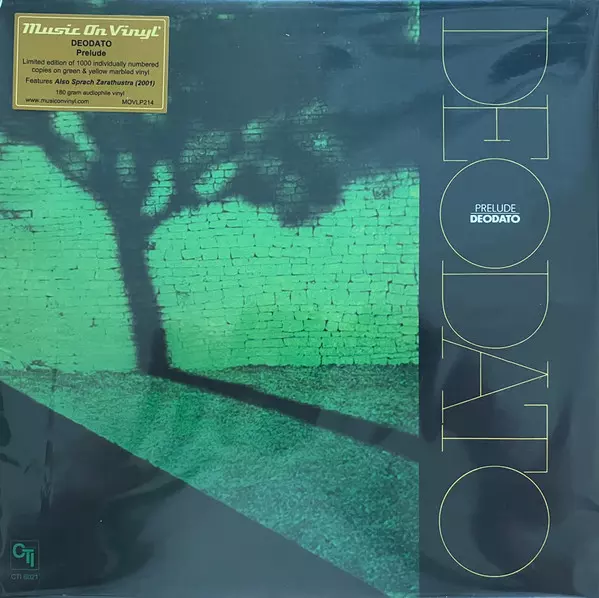 Music On Vinyl
DEODATO
Prelude
Limited edition of 1000 individually numbered
copies on green & yellow marbled vinyl.
Features Also Sprach Zarathustra (2001)
180 gram audiophile vinyl
www.musiconvinyl.com MOVLP214
DEODATO
PRELUDE
DEODATO
CTI
CTI 6021